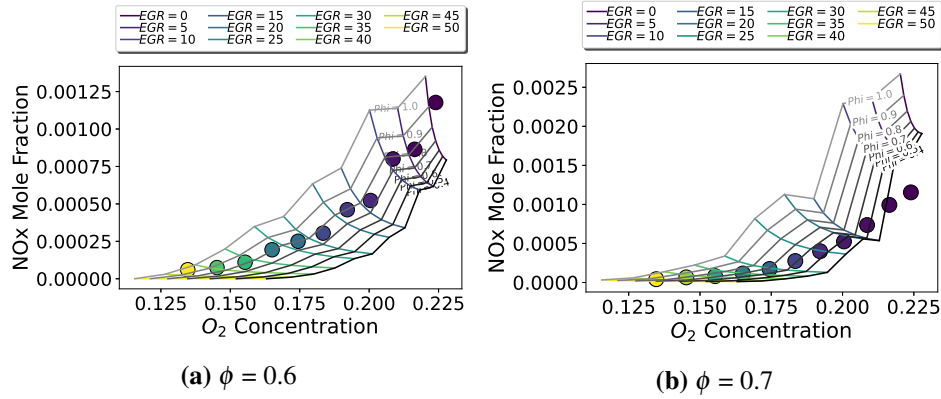 EGR = 0 EGR = 15 EGR = 30 EGR = 45
EGR = 5 EGR = 20 EGR = 35 EGR = 50
EGR = 10 EGR = 25 EGR = 40
NOx Mole Fraction
0.00125
0.00100
0.00075
0.00050
0.00025
0.00000
Phi = 1.0
Phi = 0.9
0.125 0.150 0.175 0.200 0.225
O2 Concentration
(a) ϕ = 0.6
EGR = 0 EGR = 15 EGR = 30 EGR = 45
EGR = 5 EGR = 20 EGR = 35 EGR = 50
EGR = 10 EGR = 25 EGR = 40
NOx Mole Fraction
0.0025
0.0020
0.0015
0.0010
0.0005
0.0000
Phi = 1.0
Phi = 0.9
Phi = 0.8
Phi = 0.7
0.125 0.150 0.175 0.200 0.225
O2 Concentration
(b) ϕ = 0.7